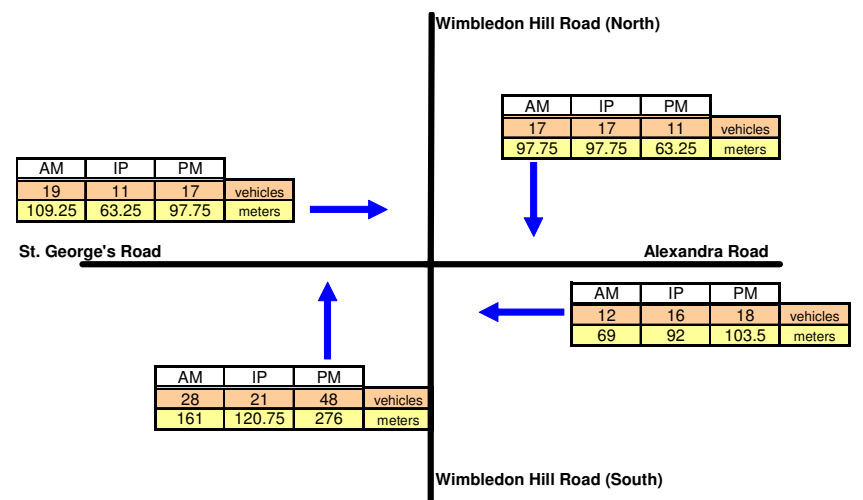 Wimbledon Hill Road (North)
AM IP PM
17 17 11 vehicles
97.75 97.75 63.25 meters
AM IP PM
19 11 17 vehicles
109.25 63.25 97.75 meters
St. George's Road
Alexandra Road
AM IP PM
12 16 18 vehicles
69 92 103.5 meters
AM IP PM
28 21 48 vehicles
161 120.75 276 meters
Wimbledon Hill Road (South)